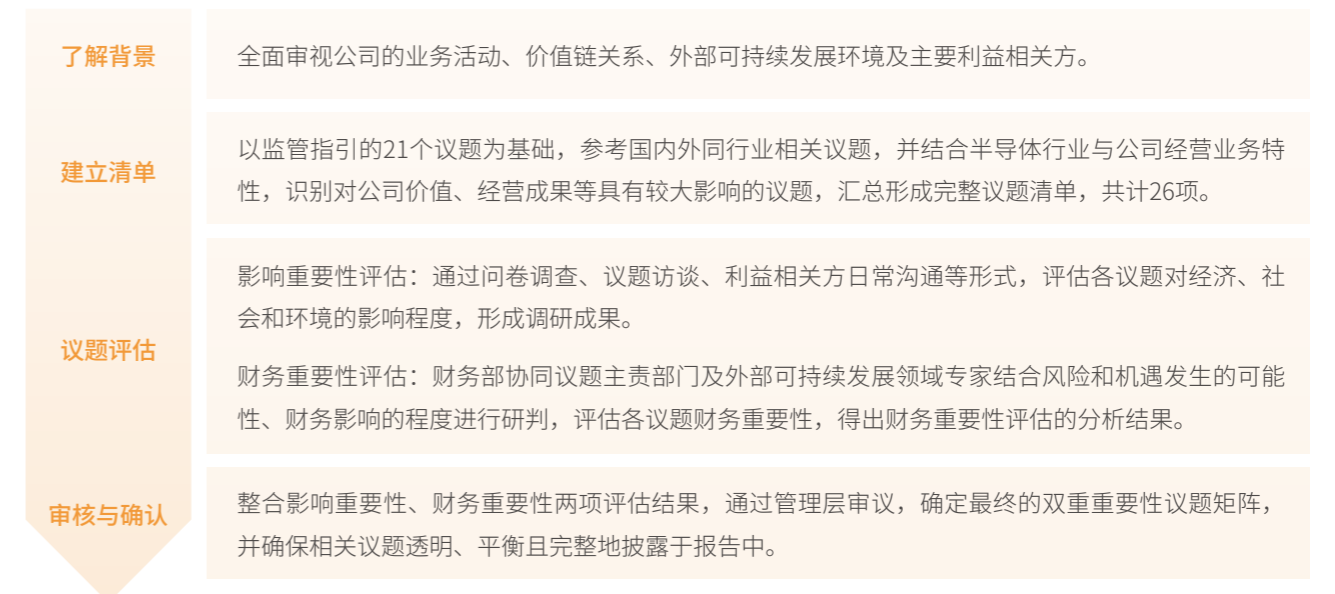 了解背景
全面审视公司的业务活动、价值链关系、外部可持续发展环境及主要利益相关方。
建立清单
以监管指引的21个议题为基础，参考国内外同行业相关议题，并结合半导体行业与公司经营业务特
性，识别对公司价值、经营成果等具有较大影响的议题，汇总形成完整议题清单，共计26项。
议题评估
影响重要性评估：通过问卷调查、议题访谈、利益相关方日常沟通等形式，评估各议题对经济、社
会和环境的影响程度，形成调研成果。
财务重要性评估：财务部协同议题主责部门及外部可持续发展领域专家结合风险和机遇发生的可能
性、财务影响的程度进行研判，评估各议题财务重要性，得出财务重要性评估的分析结果。
审核与确认
整合影响重要性、财务重要性两项评估结果，通过管理层审议，确定最终的双重重要性议题矩阵，
并确保相关议题透明、平衡且完整地披露于报告中。